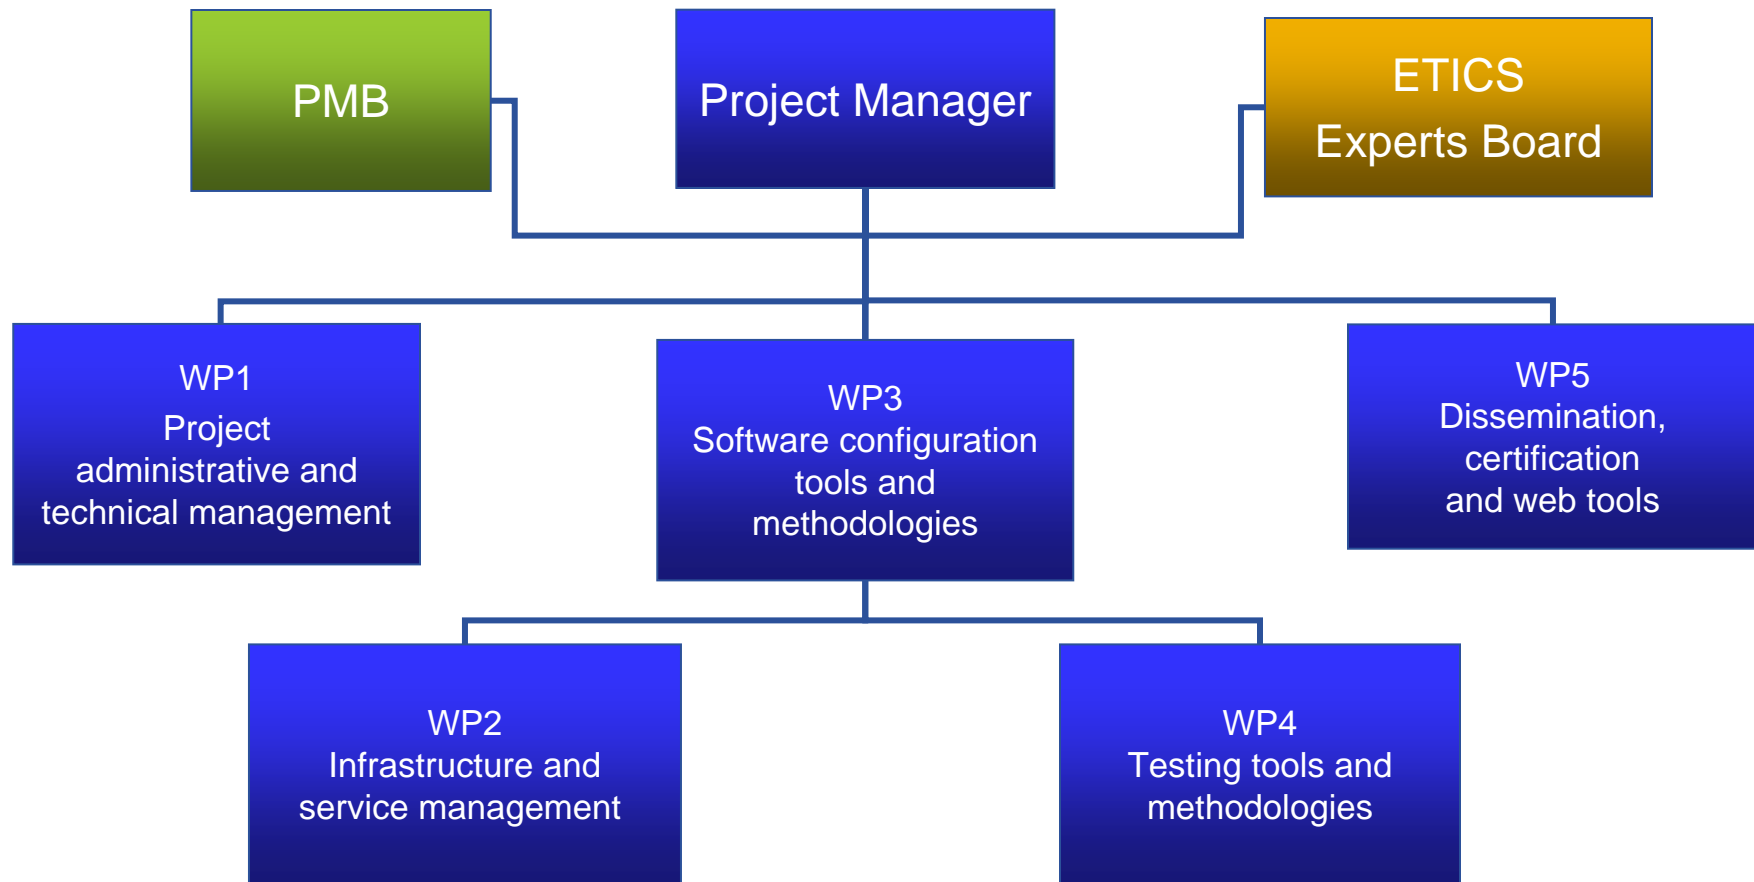 PMB
Project Manager
ETICS
Experts Board
WP1
Project
administrative and
technical management
WP3
Software configuration
tools and
methodologies
WP5
Dissemination,
certification
and web tools
WP2
Infrastructure and
service management
WP4
Testing tools and
methodologies